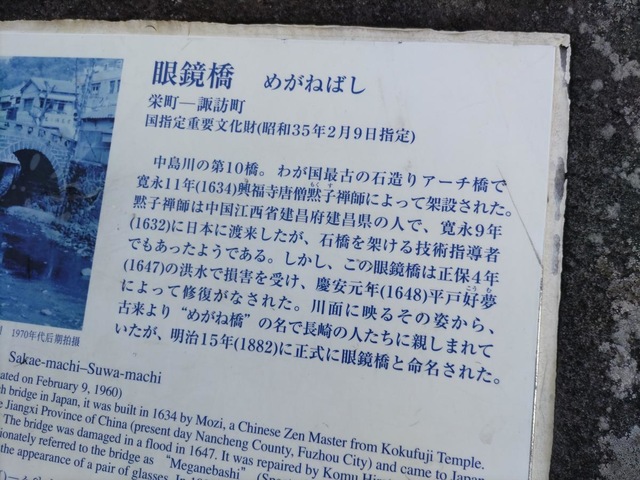 眼鏡橋 めがねばし
栄町―諏訪町
国指定重要文化財(昭和35年2月9日指定)
中島川の第10橋。わが国最古の石造りアーチ橋で
寛永11年(1634)興福寺唐僧黙子禅師によって架設された。
黙子禅師は中国江西省建昌府建昌県の人で、寛永9年
(1632)に日本に渡来したが、石橋を架ける技術指導者
でもあったようである。しかし、この眼鏡橋は正保4年
(1647)の洪水で損害を受け、慶安元年(1648)平戸好夢
によって修復がなされた。川面に映るその姿から、
古来より“めがね橋”の名で長崎の人たちに親しまれて
いたが、明治15年(1882)に正式に眼鏡橋と命名された。
1970年代后期拍摄
Sakae-machi–Suwa-machi
ated on February 9, 1960)
h bridge in Japan, it was built in 1634 by Mozi, a Chinese Zen Master from Kokufuji Temple.
e Jiangxi Province of China (present day Nancheng County, Fuzhou City) and came to Japan
The bridge was damaged in a flood in 1647. It was repaired by Komu Hira
tionately referred to the bridge as “Meganebashi” (Spec
the appearance of a pair of glasses. In 18